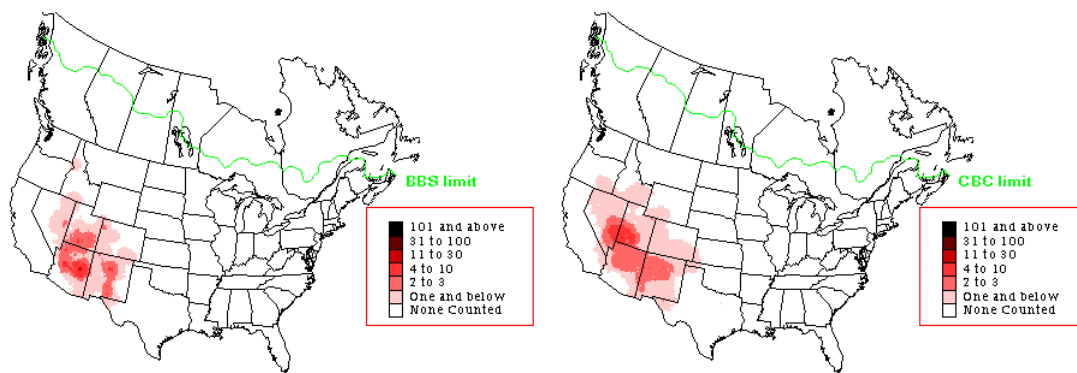 BBS limit
101 and above
31 to 100
11 to 30
4 to 10
2 to 3
One and below
None Counted
CBC limit
101 and above
31 to 100
11 to 30
4 to 10
2 to 3
One and below
None Counted